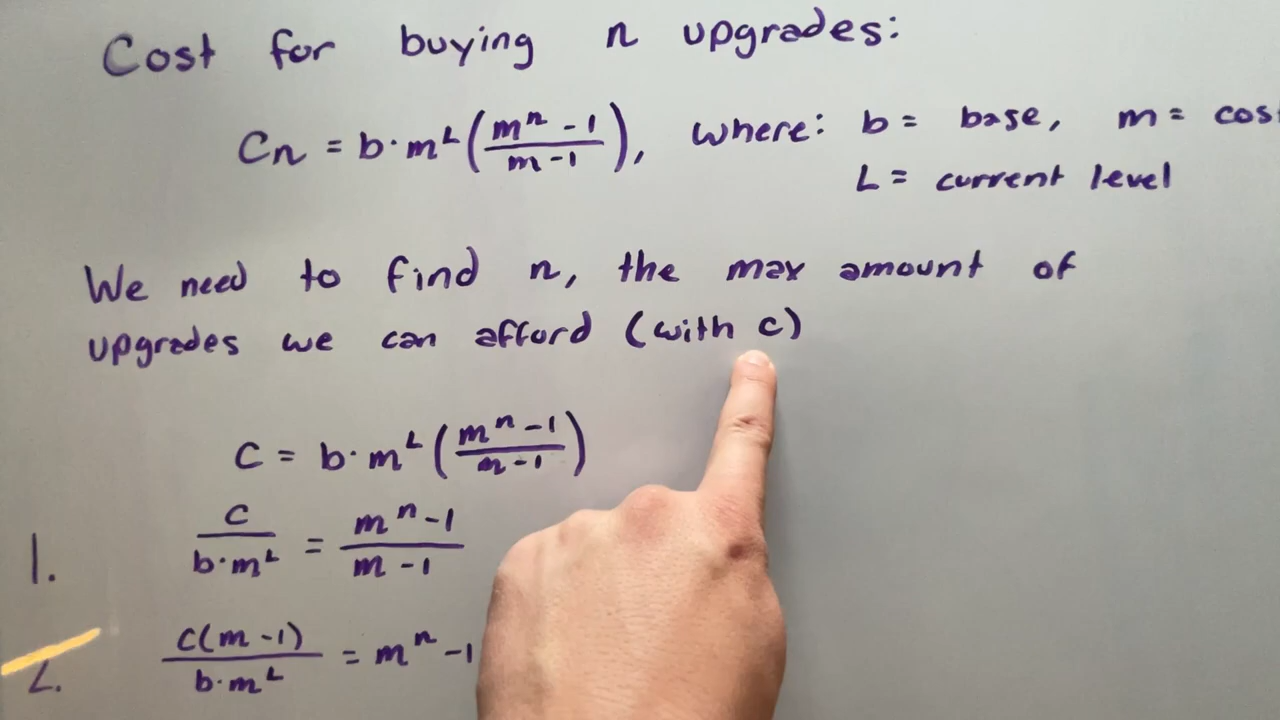 Cost for buying n upgrades:
Cn = b·m^L((m^n - 1)/(m - 1)), where: b = base, m =
L = current level
We need to find n, the max amount of
upgrades we can afford (with c)
C = b·m^L((m^n - 1)/(m - 1))
1. C/(b·m^L) = (m^n - 1)/(m - 1)
2. C(m - 1)/(b·m^L) = m^n - 1